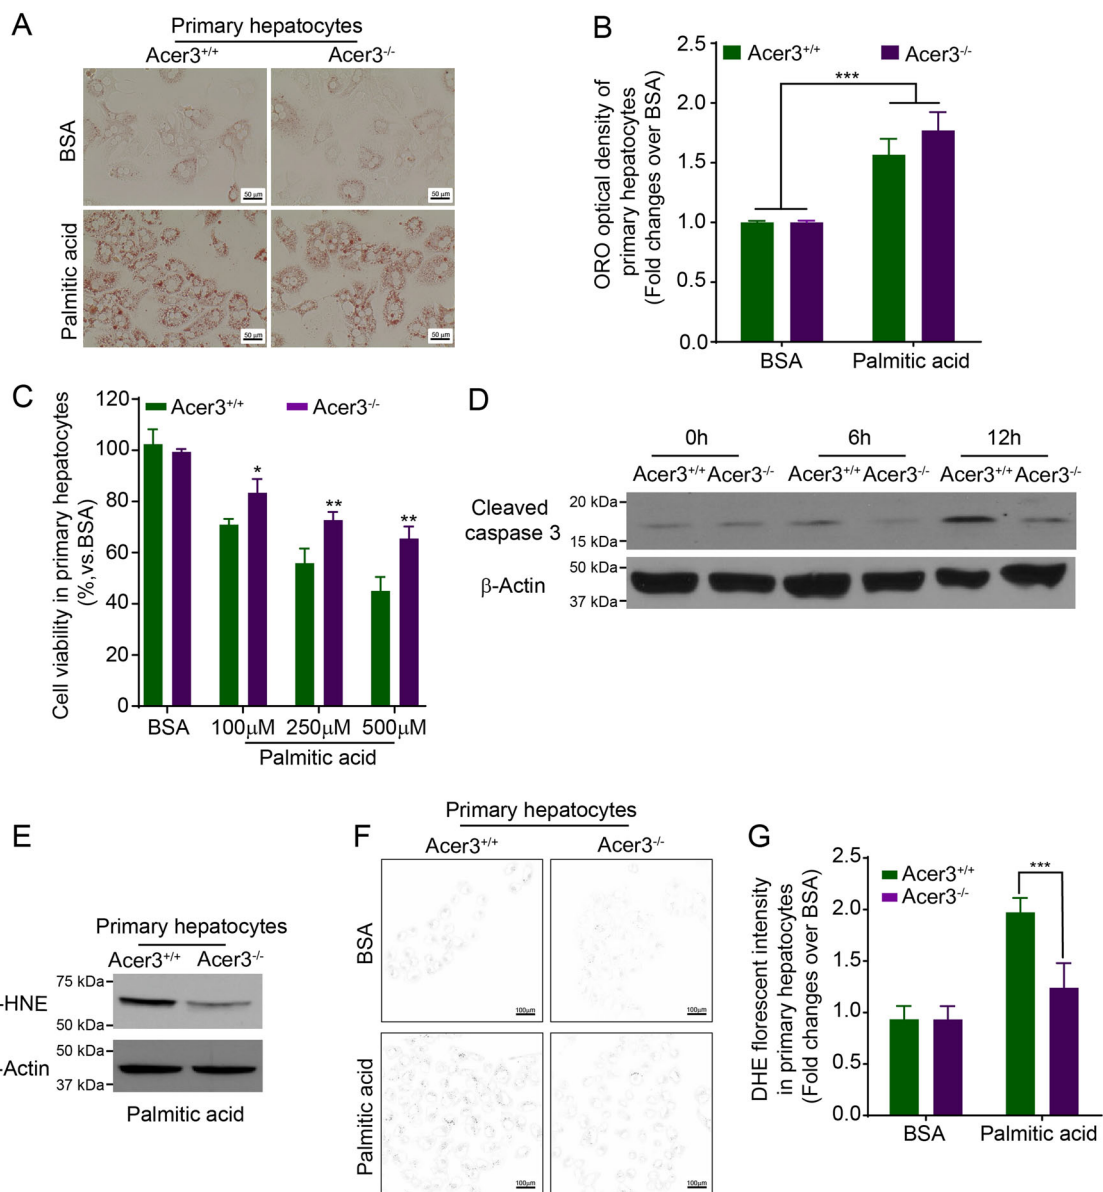 A
Primary hepatocytes
Acer3+/+ Acer3-/-
BSA
50 μm 50 μm
Palmitic acid
50 μm 50 μm
B
ORO optical density of
primary hepatocytes
(Fold changes over BSA)
2.5
2.0
1.5
1.0
0.5
0.0
Acer3+/+ Acer3-/-
***
BSA Palmitic acid
C
Cell viability in primary hepatocytes
(%,vs.BSA)
120
100
80
60
40
20
0
Acer3+/+ Acer3-/-
* ** **
BSA 100μM 250μM 500μM
Palmitic acid
D
0h 6h 12h
Acer3+/+ Acer3-/- Acer3+/+ Acer3-/- Acer3+/+ Acer3-/-
Cleaved
caspase 3
20 kDa
15 kDa
β-Actin
50 kDa
37 kDa
E
Primary hepatocytes
Acer3+/+ Acer3-/-
75 kDa
-HNE
50 kDa
50 kDa
-Actin
37 kDa
Palmitic acid
F
Primary hepatocytes
Acer3+/+ Acer3-/-
BSA
100μm 100μm
Palmitic acid
100μm 100μm
G
DHE florescent intensity
in primary hepatocytes
(Fold changes over BSA)
2.5
2.0
1.5
1.0
0.5
0.0
Acer3+/+
Acer3-/-
***
BSA Palmitic acid